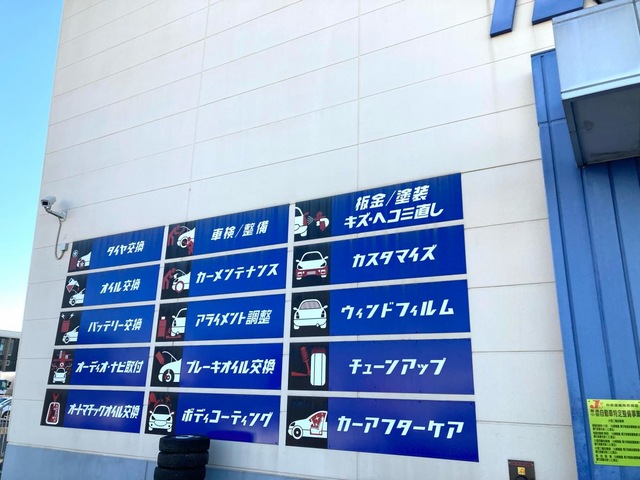 タイヤ交換
オイル交換
バッテリー交換
オーディオ・ナビ取付
オートマチックオイル交換
車検/整備
カーメンテナンス
アライメント調整
ブレーキオイル交換
ボディコーティング
板金/塗装
キズ・ヘコミ直し
カスタマイズ
ウィンドフィルム
チューンアップ
カーアフターケア